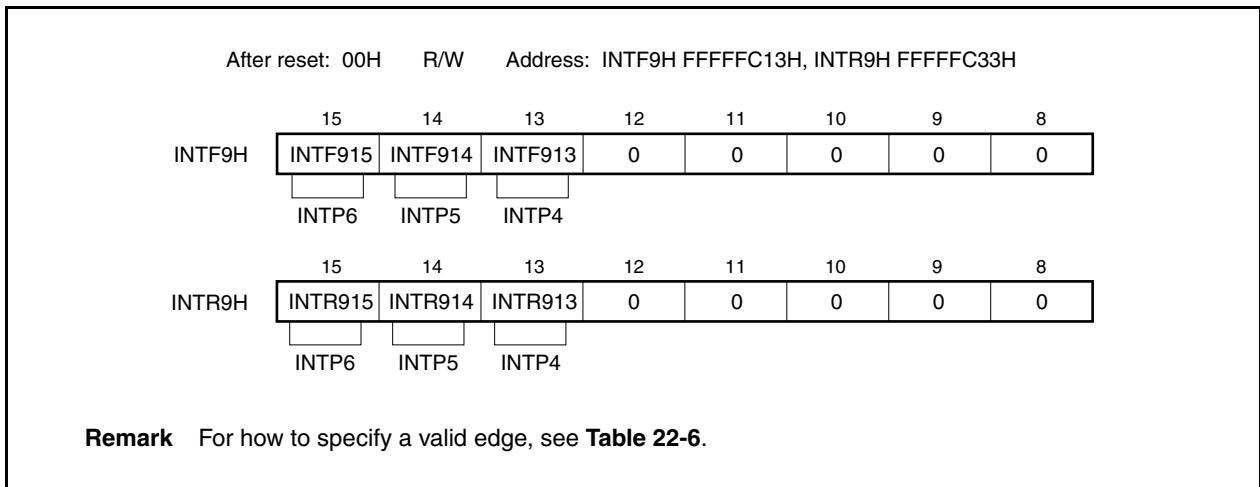 After reset: 00H R/W Address: INTF9H FFFFFC13H, INTR9H FFFFFC33H
15 14 13 12 11 10 9 8
INTF9H INTF915 INTF914 INTF913 0 0 0 0 0
INTP6 INTP5 INTP4
15 14 13 12 11 10 9 8
INTR9H INTR915 INTR914 INTR913 0 0 0 0 0
INTP6 INTP5 INTP4
Remark For how to specify a valid edge, see Table 22-6.